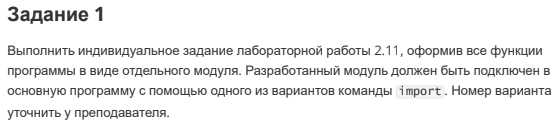 Задание 1
Выполнить индивидуальное задание лабораторной работы 2.11, оформив все функции
программы в виде отдельного модуля. Разработанный модуль должен быть подключен в
основную программу с помощью одного из вариантов команды import. Номер варианта
уточнить у преподавателя.